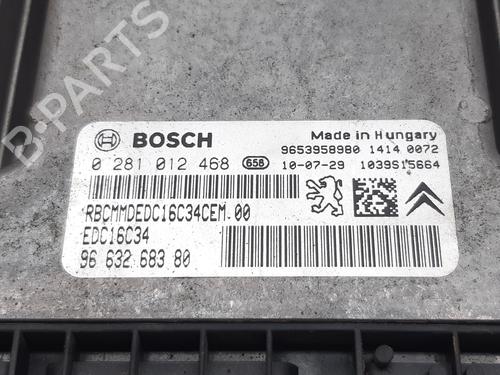 B-PARTS
BOSCH
Made in Hungary
9653958980 1414 0072
0 281 012 468 658 10-07-29 1039S15664
RBCMMDEDC16C34CEM.00
EDC16C34
96 632 683 80